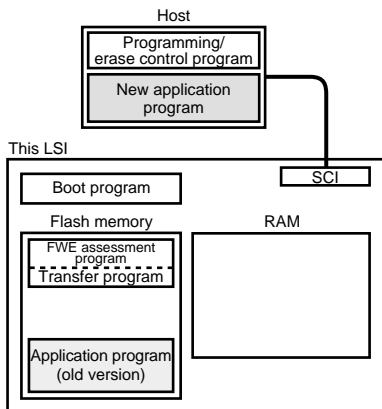 Host
Programming/
erase control program
New application
program
This LSI
SCI
Boot program
Flash memory
RAM
FWE assessment
program
Transfer program
Application program
(old version)